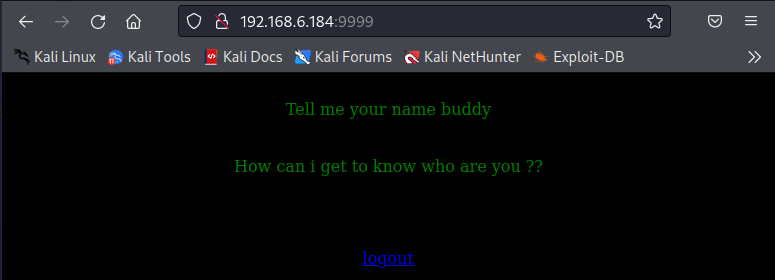 192.168.6.184:9999
Kali Linux Kali Tools Kali Docs Kali Forums Kali NetHunter Exploit-DB
Tell me your name buddy
How can i get to know who are you ??
logout